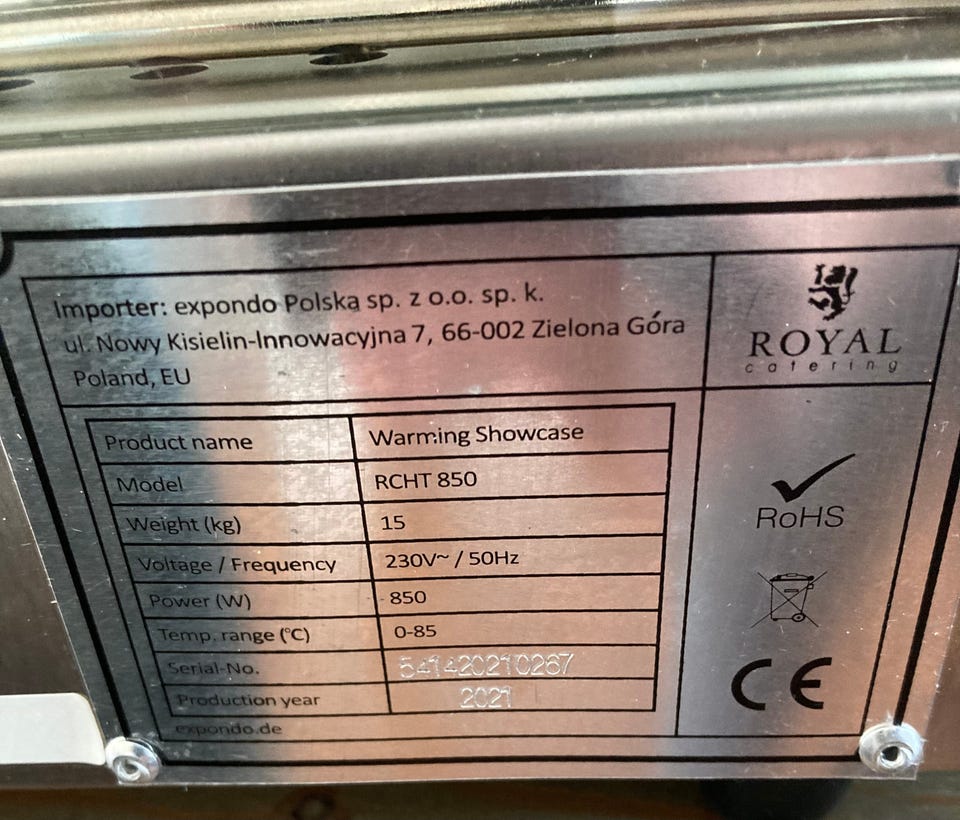 Importer: expondo Polska sp. z o.o. sp. k.
ul. Nowy Kisielin-Innowacyjna 7, 66-002 Zielona Góra
Poland, EU
ROYAL
catering
Product name Warming Showcase
Model RCHT 850
Weight (kg) 15
Voltage / Frequency 230V~ / 50Hz
Power (W) 850
Temp. range (°C) 0-85
Serial-No. 541420210267
Production year 2021
expondo.de
RoHS
CE